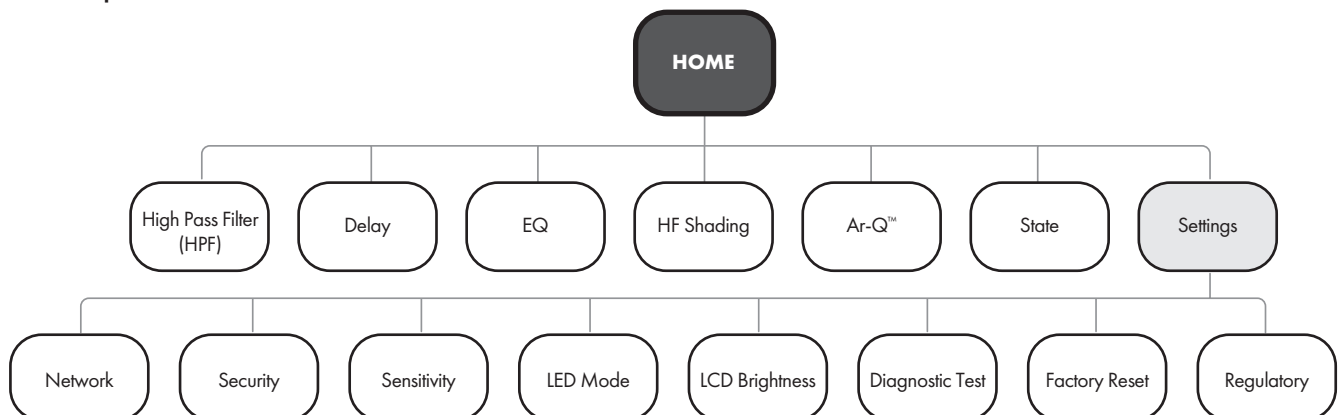 HOME
High Pass Filter
(HPF)
Delay
EQ
HF Shading
Ar-Q™
State
Settings
Network
Security
Sensitivity
LED Mode
LCD Brightness
Diagnostic Test
Factory Reset
Regulatory